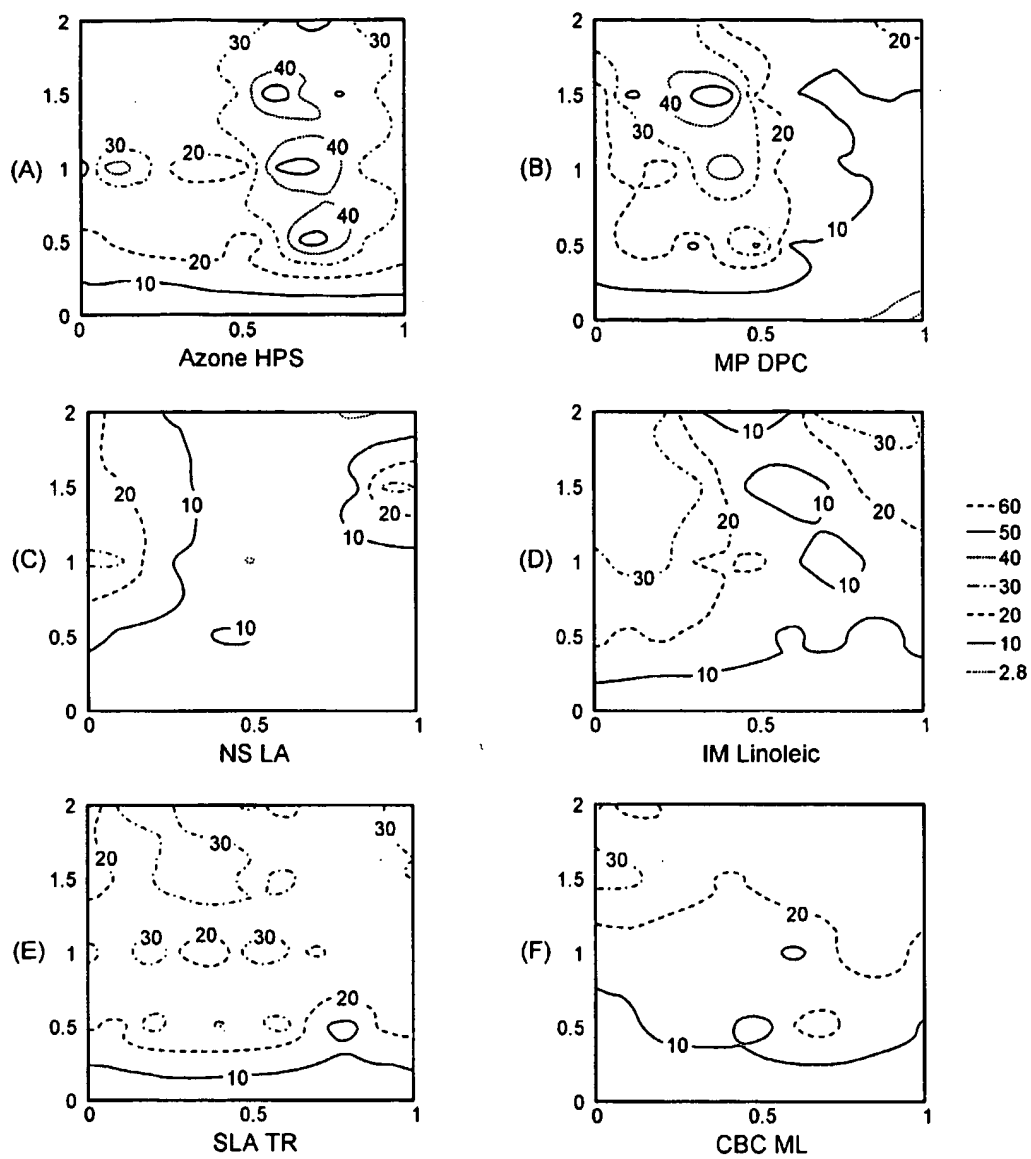 2
1.5
(A) 1
0.5
0
30 30
40
30 20 40
40
20
10
0 0.5 1
Azone HPS
2
1.5
(B) 1
0.5
0
20
40
30 20
10
0 0.5 1
MP DPC
2
1.5
(C) 1
0.5
0
20 10 20
10
10
0 0.5 1
NS LA
2
1.5
(D) 1
0.5
0
10 30
20 10 20
30 10
10
0 0.5 1
IM Linoleic
60
50
40
30
20
10
2.8
2
1.5
(E) 1
0.5
0
20 30 30
30 20 30
20
10
0 0.5 1
SLA TR
2
1.5
(F) 1
0.5
0
30
20
10
0 0.5 1
CBC ML